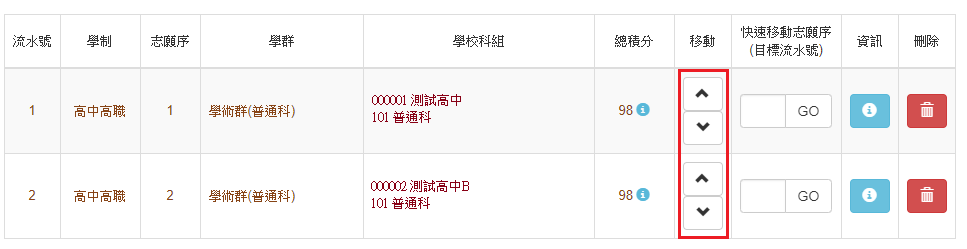 流水號 學制 志願序 學群 學校科組 總積分 移動 快速移動志願序 資訊 刪除
(目標流水號)
1 高中高職 1 學術群(普通科) 000001 測試高中 98 GO
101 普通科
2 高中高職 2 學術群(普通科) 000002 測試高中B 98 GO
101 普通科